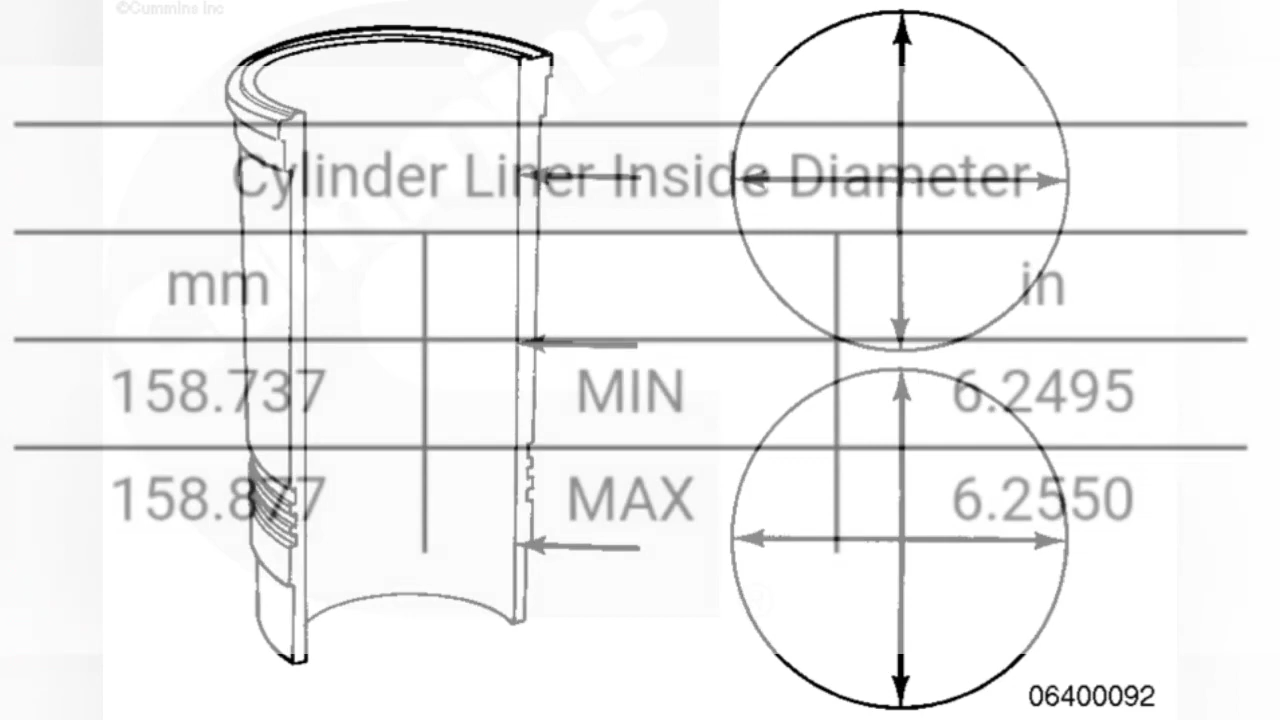 ©Cummins Inc
Cylinder Liner Inside Diameter
mm in
158.737 MIN 6.2495
158.877 MAX 6.2550
06400092